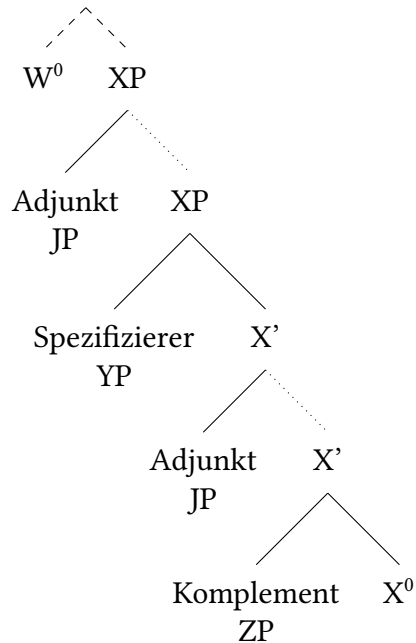 W⁰ XP
Adjunkt XP
JP
Spezifizierer X’
YP
Adjunkt X’
JP
Komplement X⁰
ZP